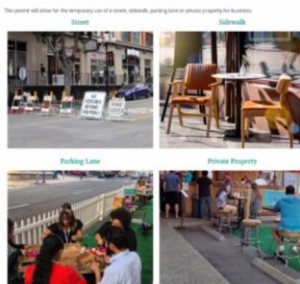 This permit will allow for the temporary use of a street, sidewalk, parking lane or private property for business.
Street
Sidewalk
Parking Lane
Private Property